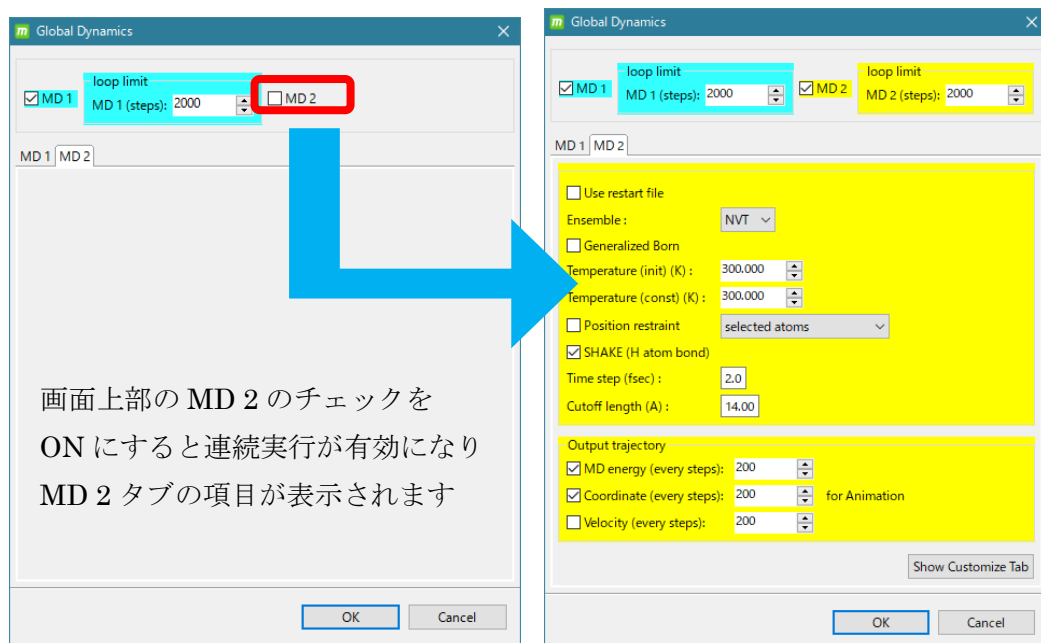 m Global Dynamics
MD 1
loop limit
MD 1 (steps): 2000
MD 2
MD 1 MD 2
画面上部の MD 2 のチェックを
ON にすると連続実行が有効になり
MD 2 タブの項目が表示されます
OK Cancel
m Global Dynamics
MD 1
loop limit
MD 1 (steps): 2000
MD 2
loop limit
MD 2 (steps): 2000
MD 1 MD 2
Use restart file
Ensemble : NVT
Generalized Born
Temperature (init) (K) : 300.000
Temperature (const) (K) : 300.000
Position restraint selected atoms
SHAKE (H atom bond)
Time step (fsec) : 2.0
Cutoff length (A) : 14.00
Output trajectory
MD energy (every steps): 200
Coordinate (every steps): 200 for Animation
Velocity (every steps): 200
Show Customize Tab
OK Cancel